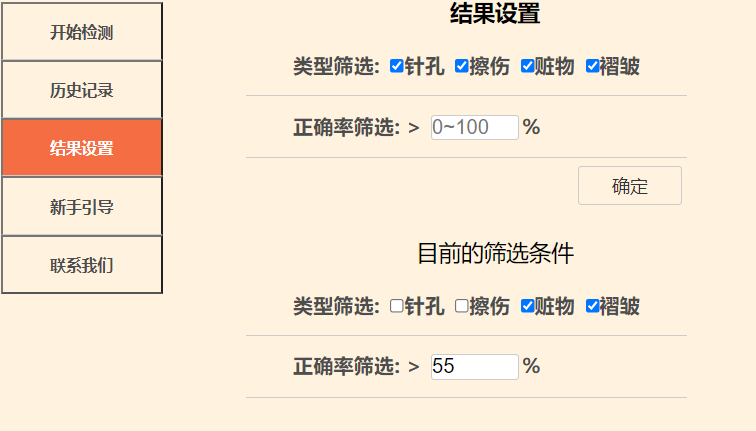 开始检测
历史记录
结果设置
新手引导
联系我们
结果设置
类型筛选: 针孔 擦伤 赃物 褶皱
正确率筛选: > 0~100 %
确定
目前的筛选条件
类型筛选: 针孔 擦伤 赃物 褶皱
正确率筛选: > 55 %